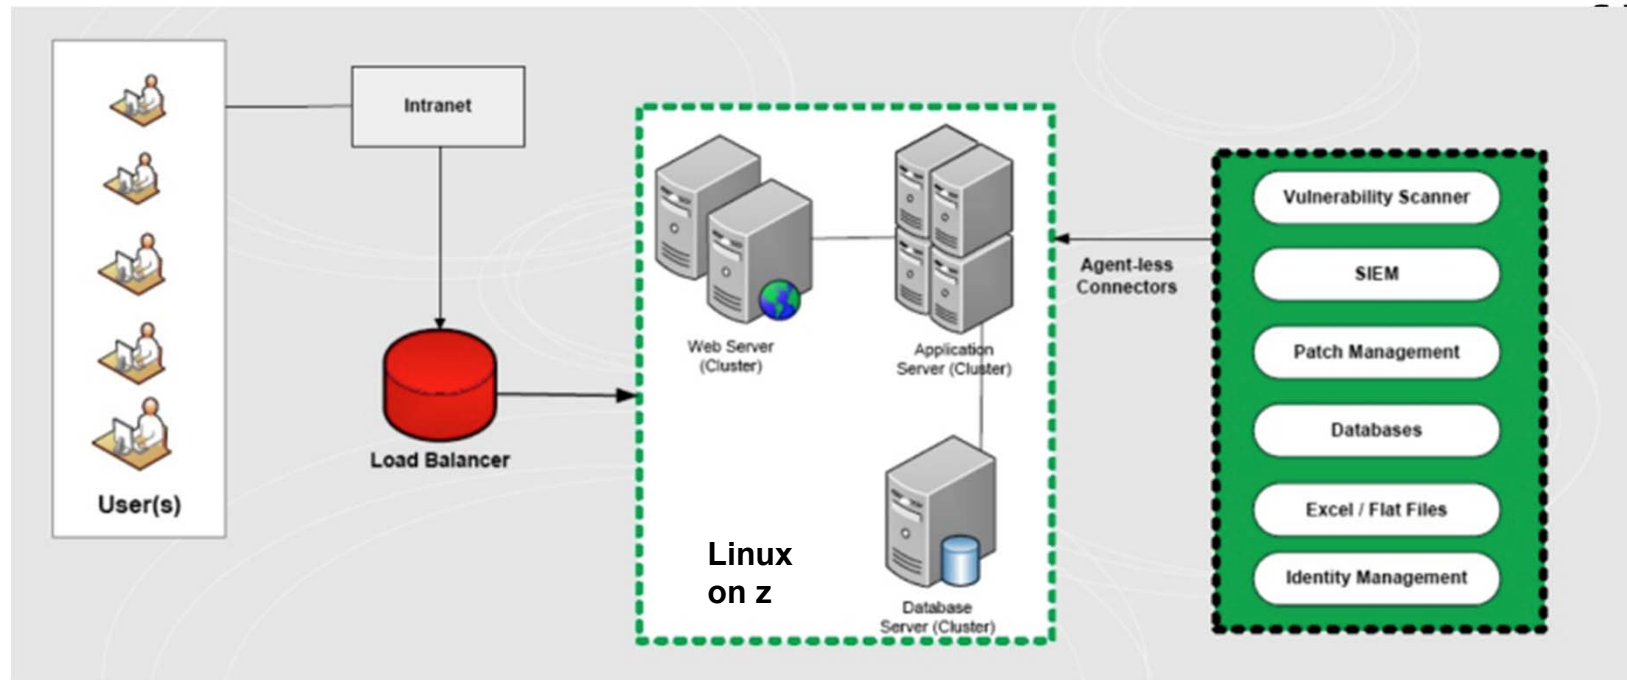 Intranet
User(s)
Load Balancer
Web Server
(Cluster)
Application
Server (Cluster)
Database
Server (Cluster)
Linux
on z
Agent-less
Connectors
Vulnerability Scanner
SIEM
Patch Management
Databases
Excel / Flat Files
Identity Management